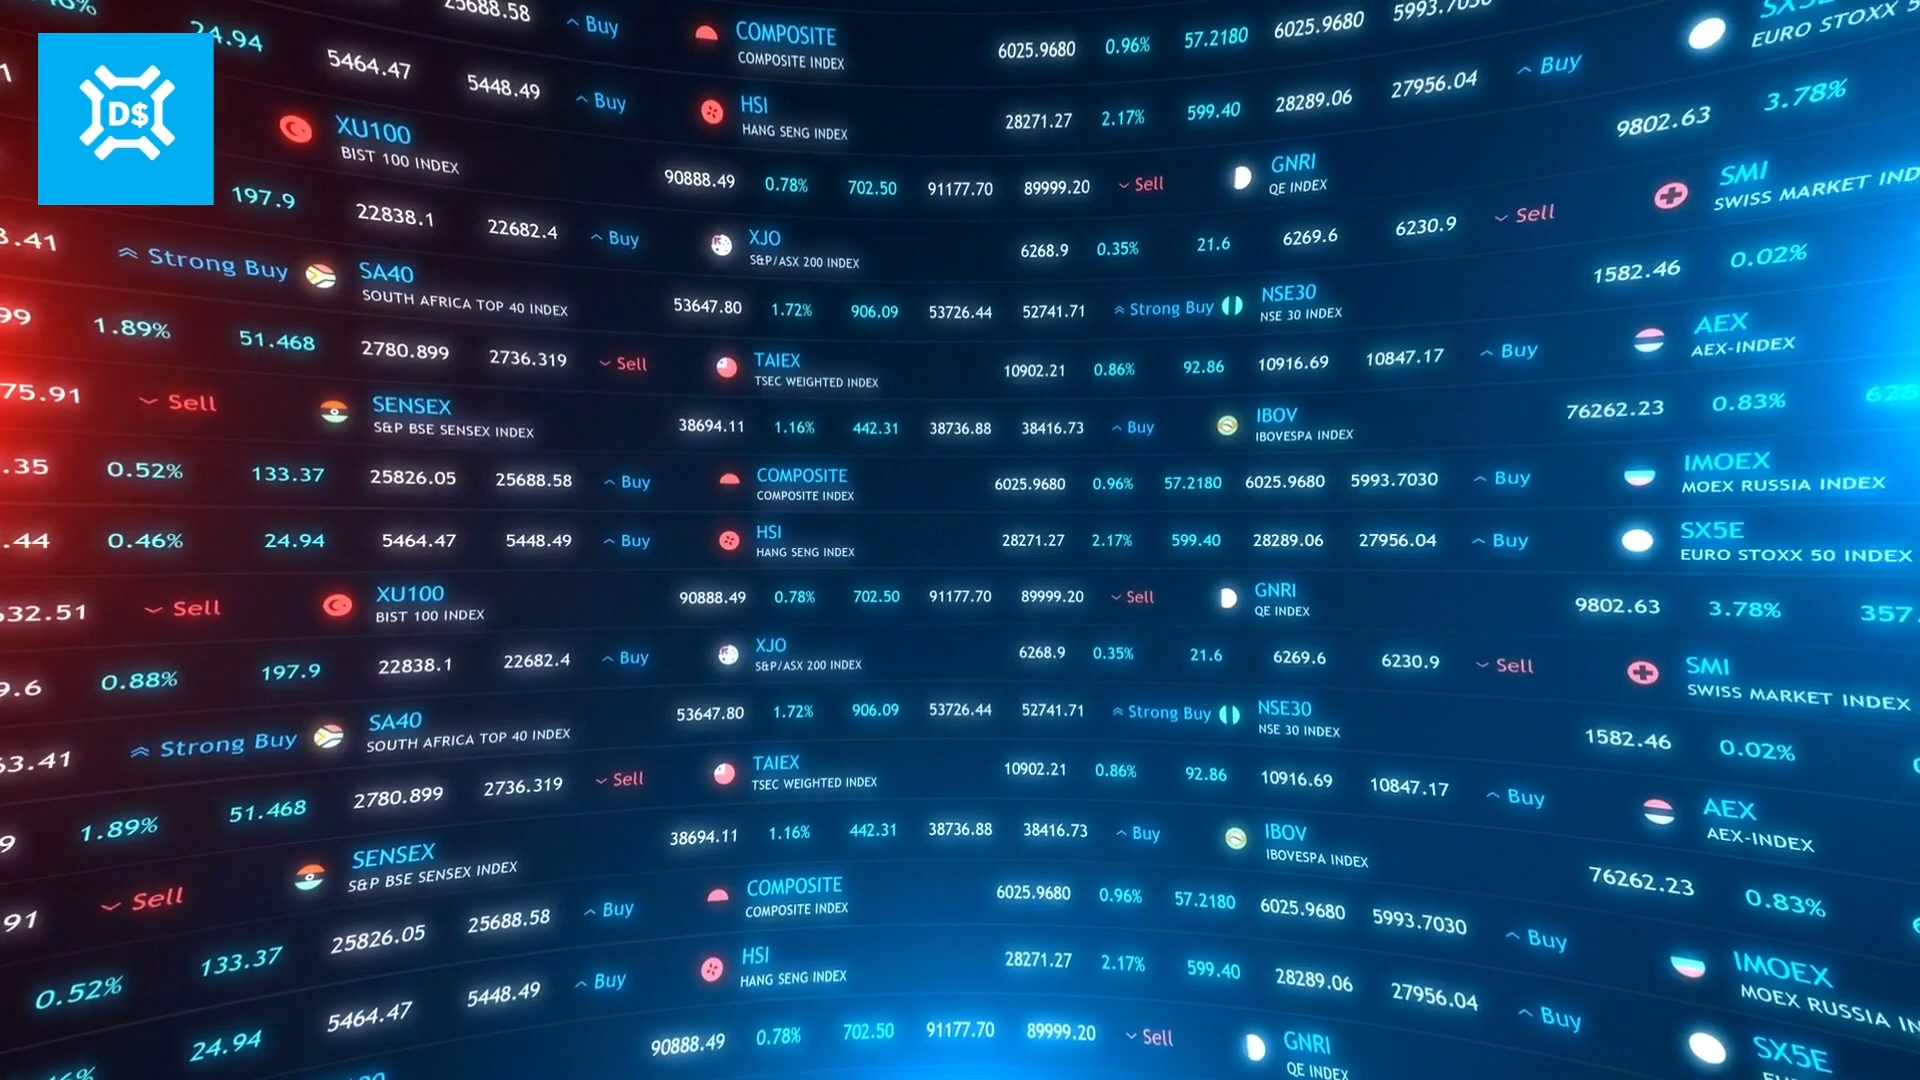 25688.58 ^ Buy COMPOSITE 6025.9680 0.96% 57.2180 6025.9680
COMPOSITE INDEX
EURO STOXX
D$
24.94 5464.47 5448.49 Buy HSI 28271.27 2.17% 599.40 28289.06 27956.04 Buy
HANG SENG INDEX
XU100 90888.49 0.78% 702.50 91177.70 89999.20 Sell GNRI 9802.63 3.78%
BIST 100 INDEX QE INDEX
197.9 22838.1 22682.4 Buy XJO 6268.9 0.35% 21.6 6269.6 6230.9 Sell SMI
S&P/ASX 200 INDEX SWISS MARKET
Strong Buy SA40 53647.80 1.72% 906.09 53726.44 52741.71 Strong Buy NSE30 1582.46 0.02%
SOUTH AFRICA TOP 40 INDEX NSE 30 INDEX
1.89% 51.468 2780.899 2736.319 Sell TAIEX 10902.21 0.86% 92.86 10916.69 10847.17 Buy AEX
TSEC WEIGHTED INDEX AEX-INDEX
75.91 Sell SENSEX 38694.11 1.16% 442.31 38736.88 38416.73 Buy IBOV 76262.23 0.83%
S&P BSE SENSEX INDEX IBOVESPA INDEX
.35 0.52% 133.37 25826.05 25688.58 Buy COMPOSITE 6025.9680 0.96% 57.2180 6025.9680 5993.7030 Buy IMOEX
COMPOSITE INDEX MOEX RUSSIA INDEX
.44 0.46% 24.94 5464.47 5448.49 Buy HSI 28271.27 2.17% 599.40 28289.06 27956.04 Buy SX5E
HANG SENG INDEX EURO STOXX 50 INDEX
632.51 Sell XU100 90888.49 0.78% 702.50 91177.70 89999.20 Sell GNRI 9802.63 3.78% 357.
BIST 100 INDEX QE INDEX
9.6 0.88% 197.9 22838.1 22682.4 Buy XJO 6268.9 0.35% 21.6 6269.6 6230.9 Sell SMI
S&P/ASX 200 INDEX SWISS MARKET INDEX
63.41 Strong Buy SA40 53647.80 1.72% 906.09 53726.44 52741.71 Strong Buy NSE30 1582.46 0.02%
SOUTH AFRICA TOP 40 INDEX NSE 30 INDEX
9 1.89% 51.468 2780.899 2736.319 Sell TAIEX 10902.21 0.86% 92.86 10916.69 10847.17 Buy AEX
TSEC WEIGHTED INDEX AEX-INDEX
91 Sell SENSEX 38694.11 1.16% 442.31 38736.88 38416.73 Buy IBOV 76262.23 0.83%
S&P BSE SENSEX INDEX IBOVESPA INDEX
0.52% 133.37 25826.05 25688.58 Buy COMPOSITE 6025.9680 0.96% 57.2180 6025.9680 5993.7030 Buy IMOEX
COMPOSITE INDEX MOEX RUSSIA
24.94 5464.47 5448.49 Buy HSI 28271.27 2.17% 599.40 28289.06 27956.04 Buy SX5E
HANG SENG INDEX
90888.49 0.78% 702.50 91177.70 89999.20 Sell GNRI
QE INDEX